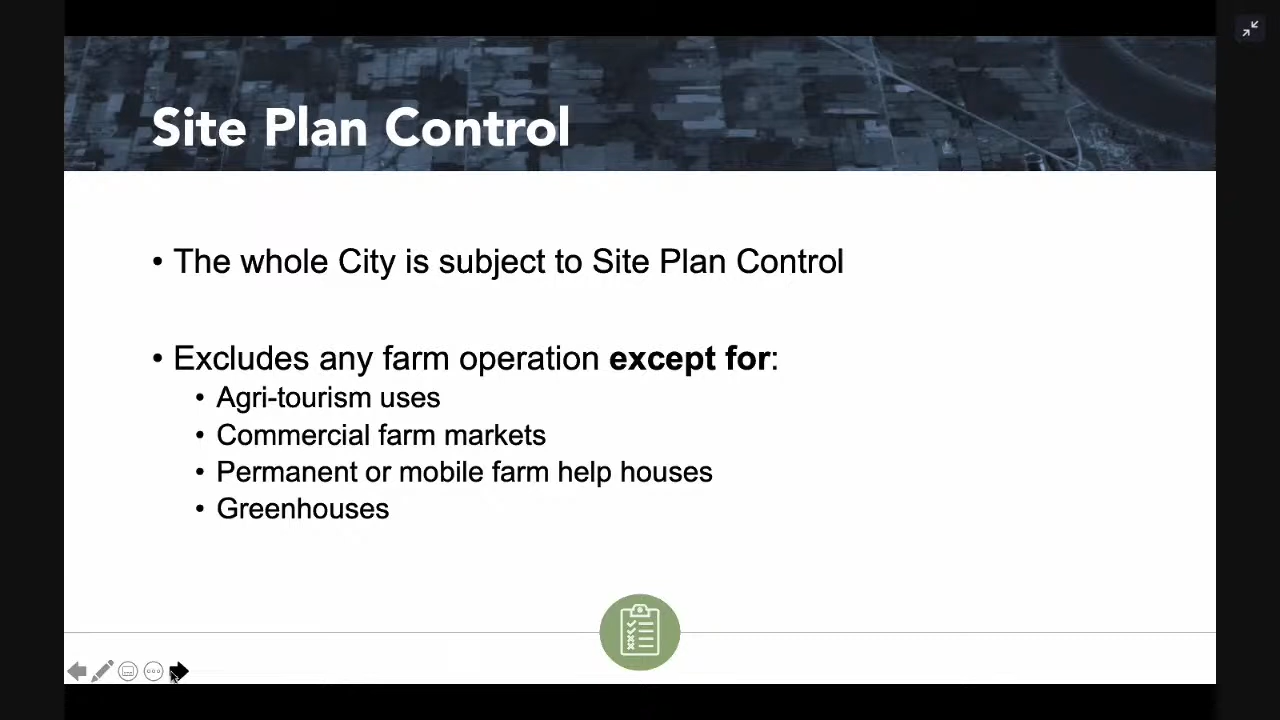 Site Plan Control
• The whole City is subject to Site Plan Control
• Excludes any farm operation except for:
• Agri-tourism uses
• Commercial farm markets
• Permanent or mobile farm help houses
• Greenhouses